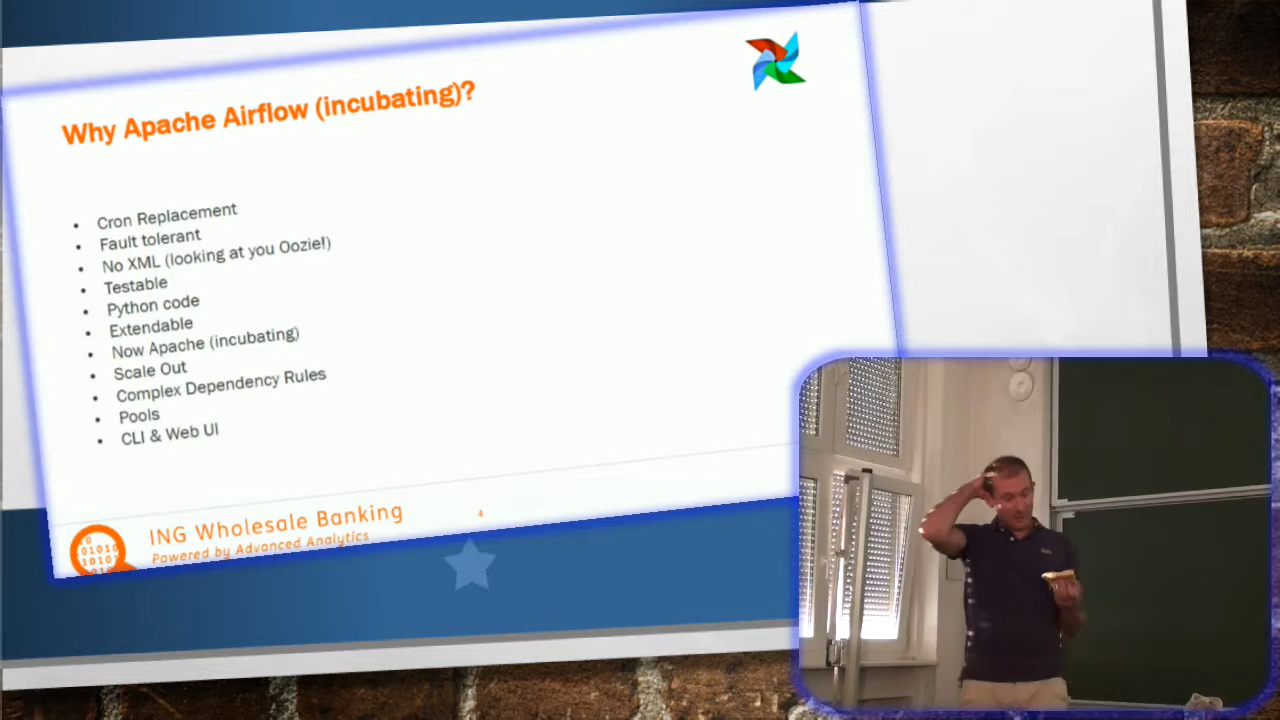 Why Apache Airflow (incubating)?
• Cron Replacement
• Fault tolerant
• No XML (looking at you Oozie!)
• Testable
• Python code
• Extendable
• Now Apache (incubating)
• Scale Out
• Complex Dependency Rules
• Pools
• CLI & Web UI
ING Wholesale Banking
Powered by Advanced Analytics
4